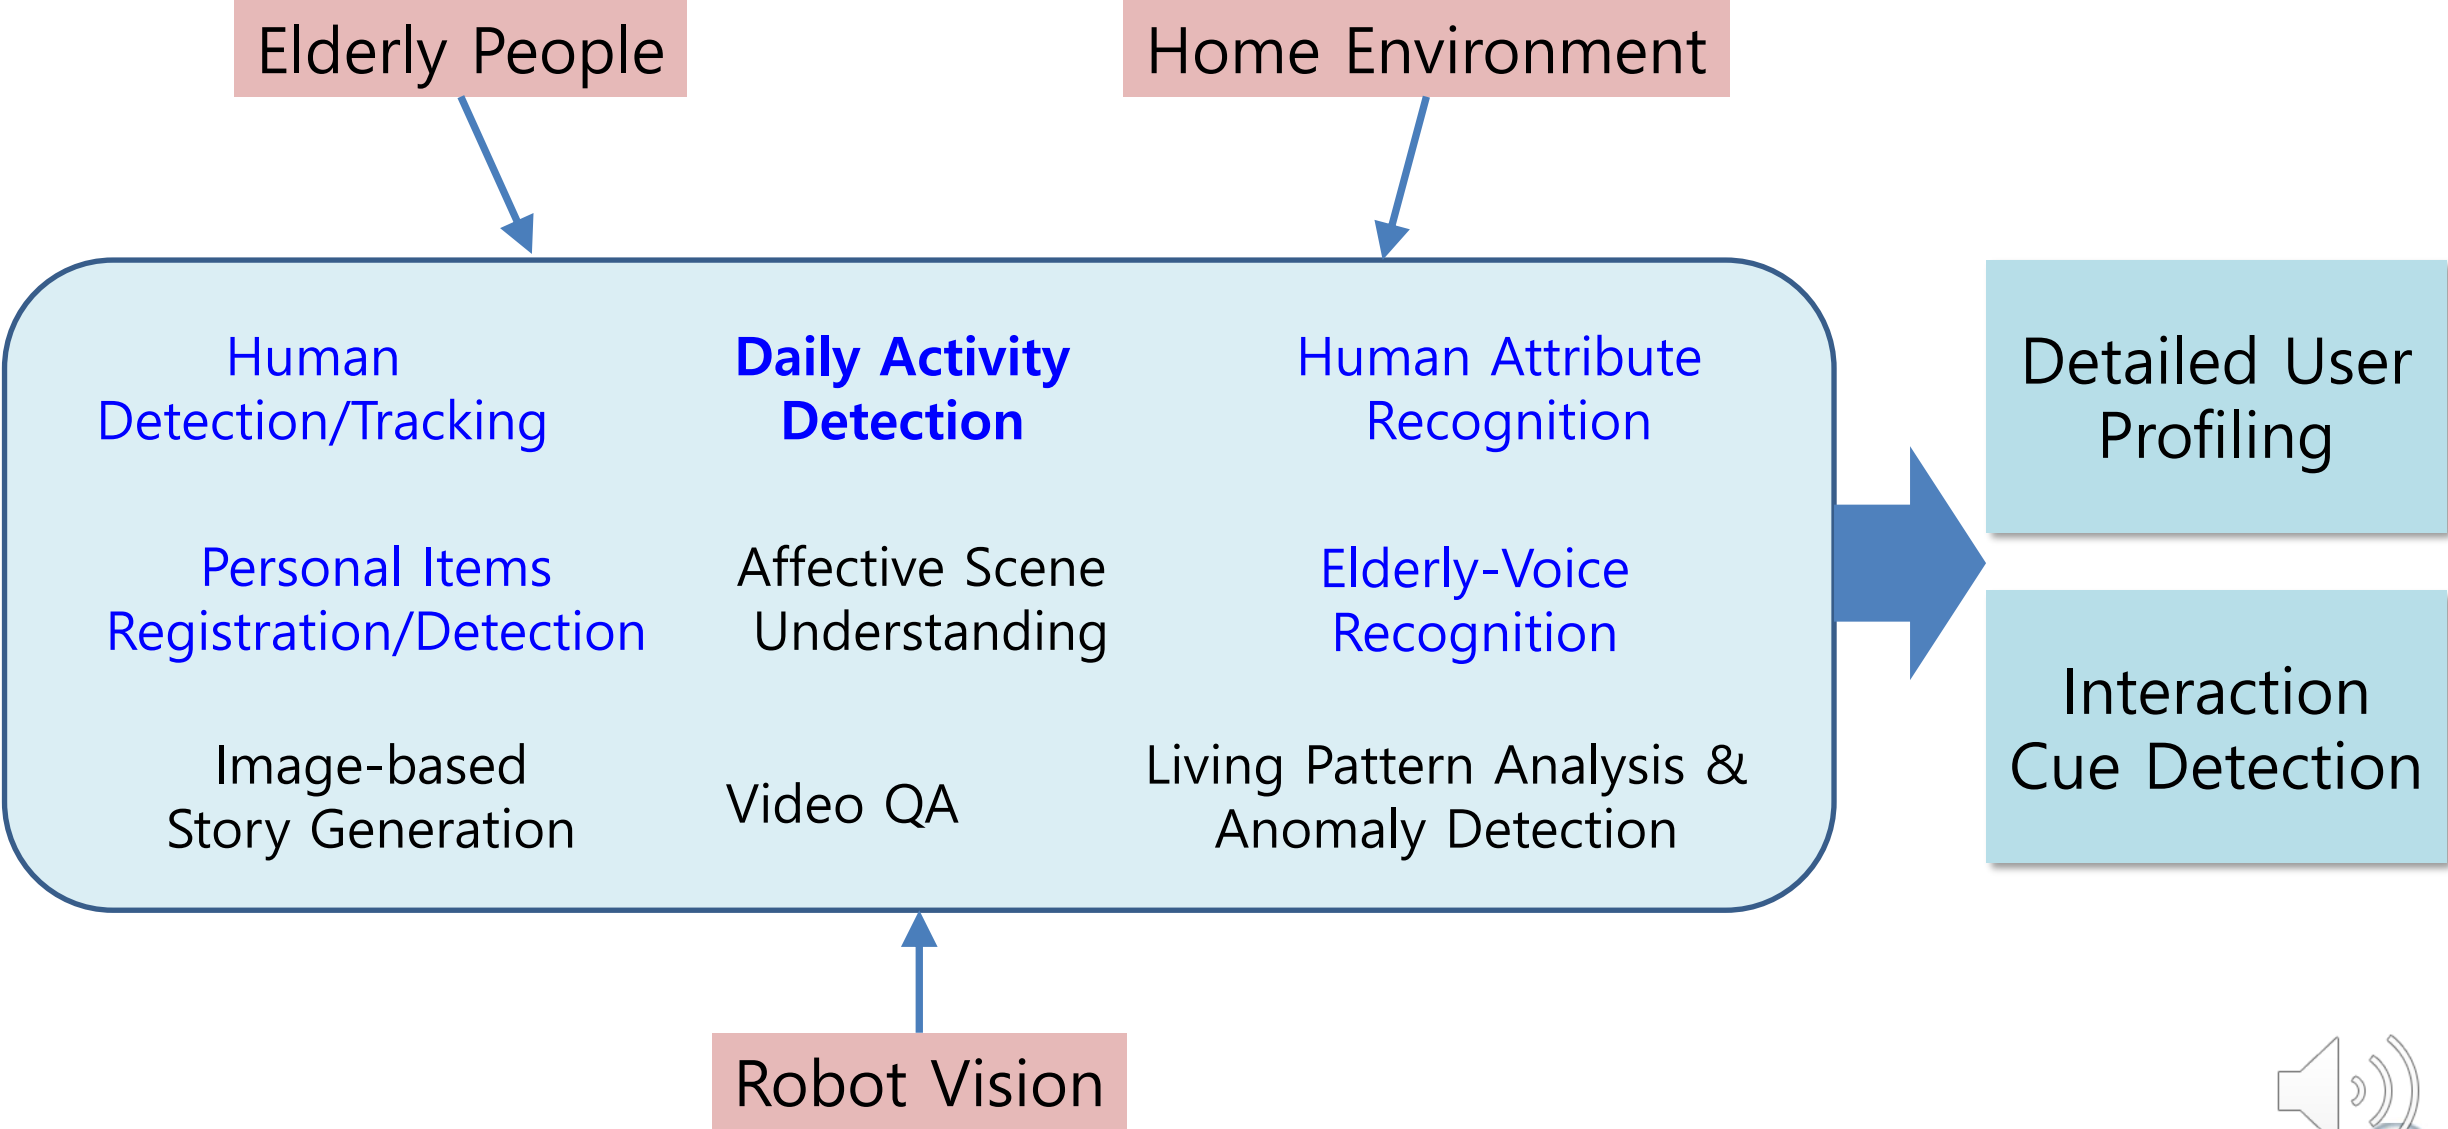 Elderly People
Home Environment
Human
Detection/Tracking
Daily Activity
Detection
Human Attribute
Recognition
Personal Items
Registration/Detection
Affective Scene
Understanding
Elderly-Voice
Recognition
Image-based
Story Generation
Video QA
Living Pattern Analysis &
Anomaly Detection
Detailed User
Profiling
Interaction
Cue Detection
Robot Vision